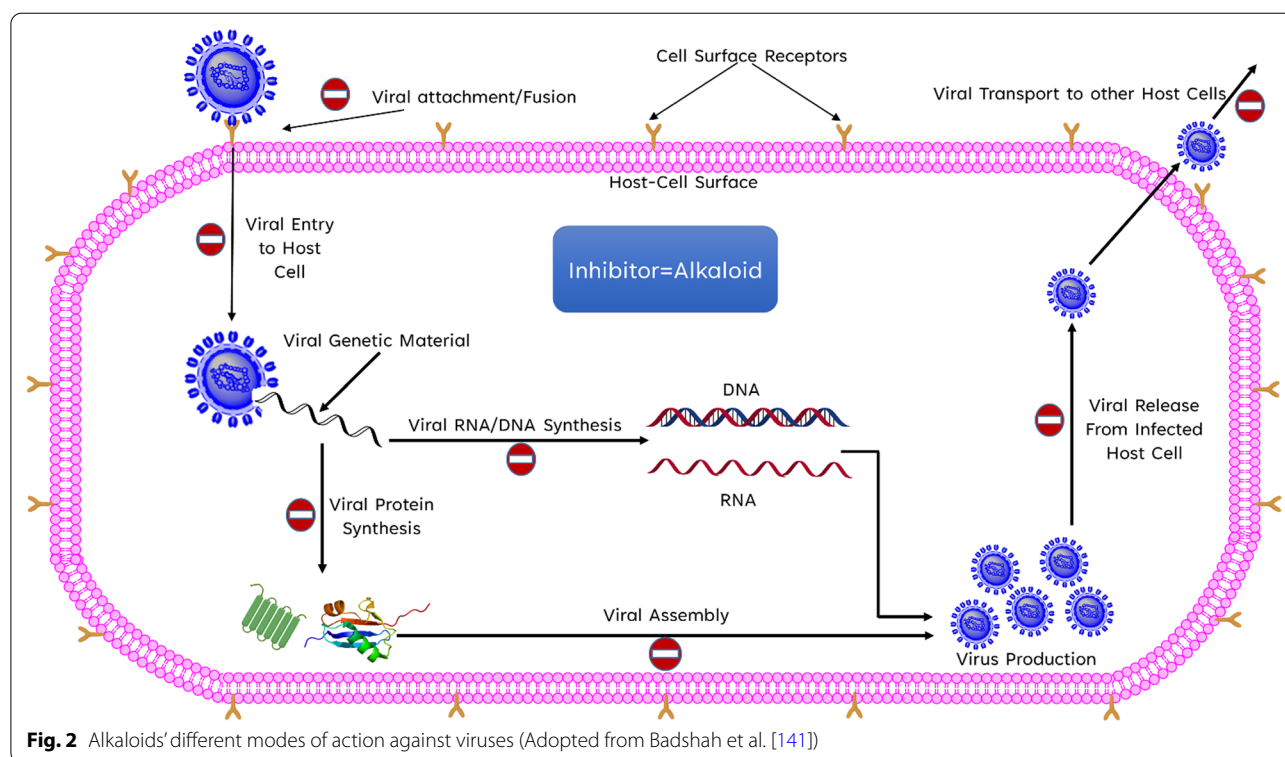 Cell Surface Receptors
Viral attachment/Fusion
Viral Transport to other Host Cells
Host-Cell Surface
Viral Entry
to Host
Cell
Inhibitor=Alkaloid
Viral Genetic Material
DNA
Viral RNA/DNA Synthesis
RNA
Viral Release
From Infected
Host Cell
Viral Protein
Synthesis
Viral Assembly
Virus Production
Fig. 2 Alkaloids' different modes of action against viruses (Adopted from Badshah et al. [141])